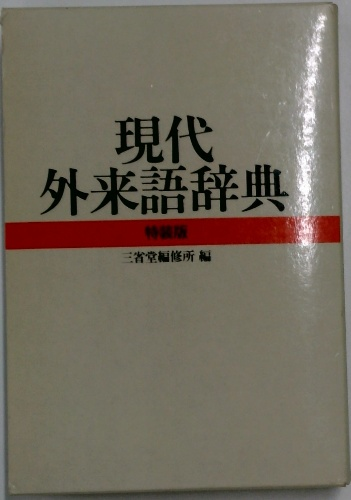 現代
外来語辞典
特装版
三省堂編修所 編